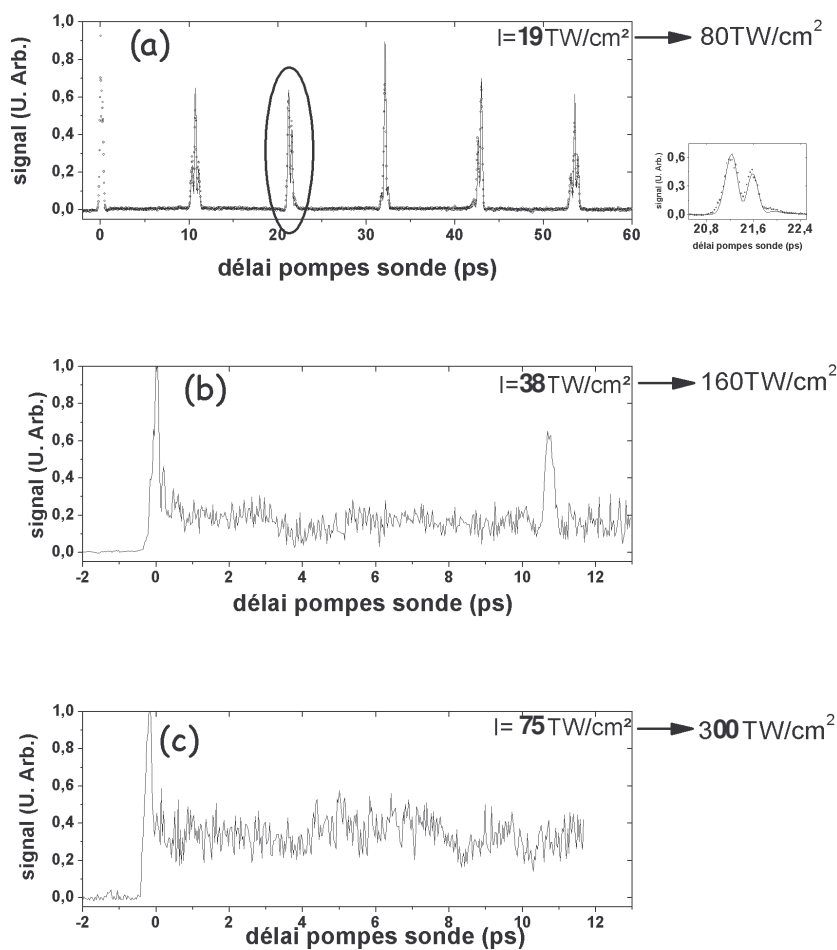 (a)
I=19TW/cm² → 80TW/cm²
signal (U. Arb.)
1,0
0,8
0,6
0,4
0,2
0,0
0 10 20 30 40 50 60
délai pompes sonde (ps)
signal (U. Arb.)
0,6
0,3
0,0
20,8 21,6 22,4
délai pompes sonde (ps)
(b)
I=38TW/cm² → 160TW/cm²
signal (U. Arb.)
1,0
0,8
0,6
0,4
0,2
0,0
-2 0 2 4 6 8 10 12
délai pompes sonde (ps)
(c)
I= 75TW/cm² → 300TW/cm²
signal (U. Arb.)
1,0
0,8
0,6
0,4
0,2
0,0
-2 0 2 4 6 8 10 12
délai pompes sonde (ps)